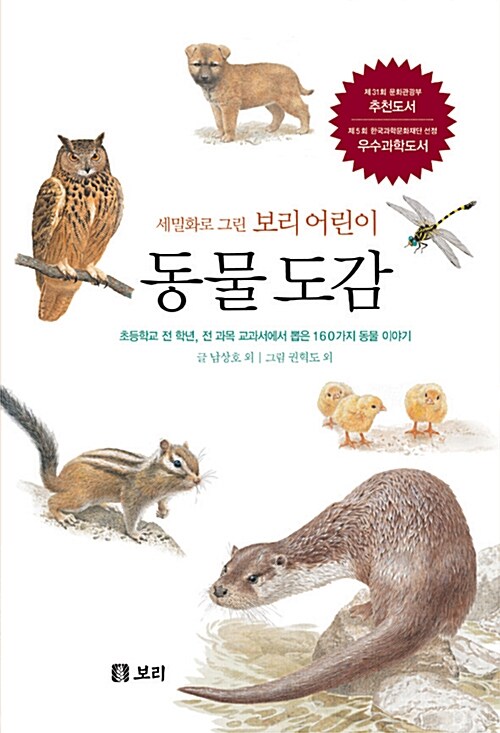 제31회 문화관광부
추천도서
제5회 한국과학문화재단 선정
우수과학도서
세밀화로 그린 보리 어린이
동물 도감
초등학교 전 학년, 전 과목 교과서에서 뽑은 160가지 동물 이야기
글 남상호 외 | 그림 권혁도 외
보리